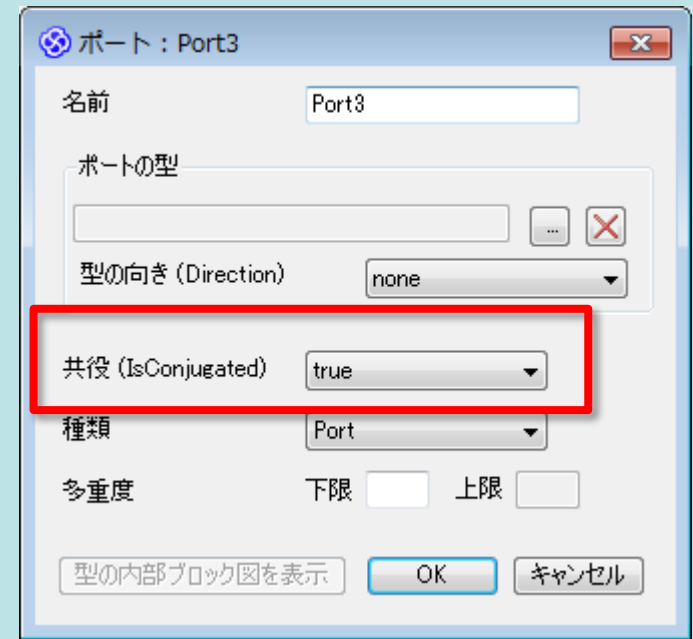 ポート：Port3
名前 Port3
ポートの型
...
型の向き (Direction) none
共役 (IsConjugated) true
種類 Port
多重度 下限 上限
型の内部ブロック図を表示 OK キャンセル